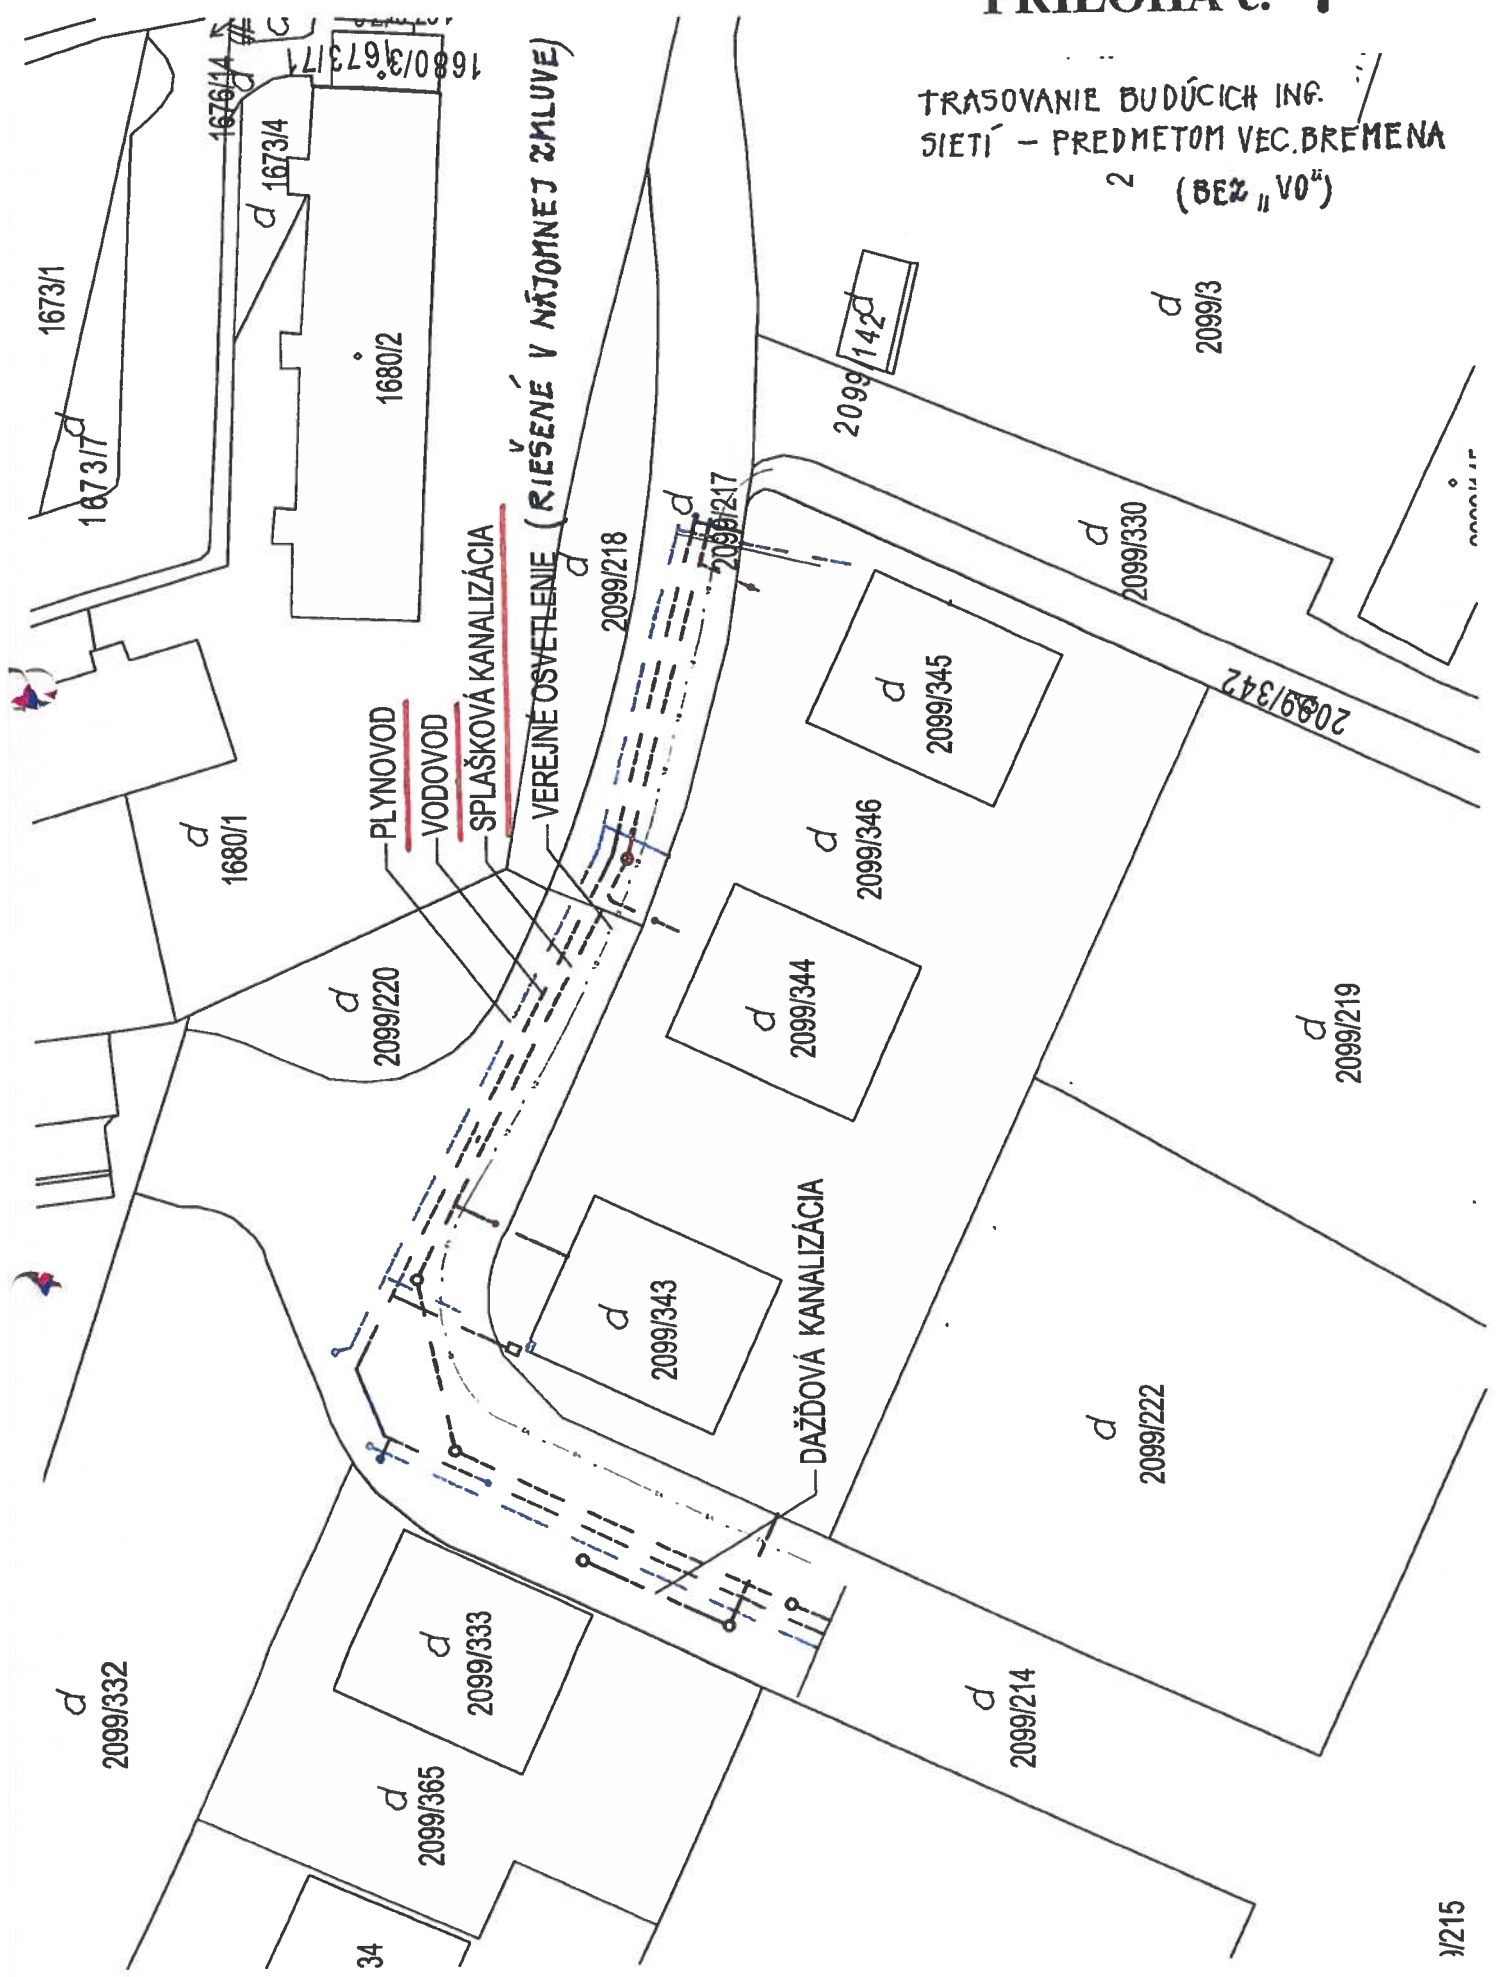 PRÍLOHA č.
TRASOVANIE BUDÚCICH ING.
SIETÍ – PREDMETOM VEC. BREMENA
2 (BEZ „VO“)
1673/1
1676/14
d
1673/71
1680/3
d
1673/4
d
1673/7
1680/2
d
2099/142
d
2099/3
PLYNOVOD
VODOVOD
SPLAŠKOVÁ KANALIZÁCIA
VEREJNÉ OSVETLENIE (RIEŠENÉ V NÁJOMNEJ ZMLUVE)
d
2099/218
d
2099/217
d
2099/330
d
1680/1
d
2099/345
2099/342
d
2099/346
d
2099/220
d
2099/344
d
2099/219
d
2099/343
DAŽĎOVÁ KANALIZÁCIA
d
2099/222
d
2099/332
d
2099/333
d
2099/365
d
2099/214
34
/215